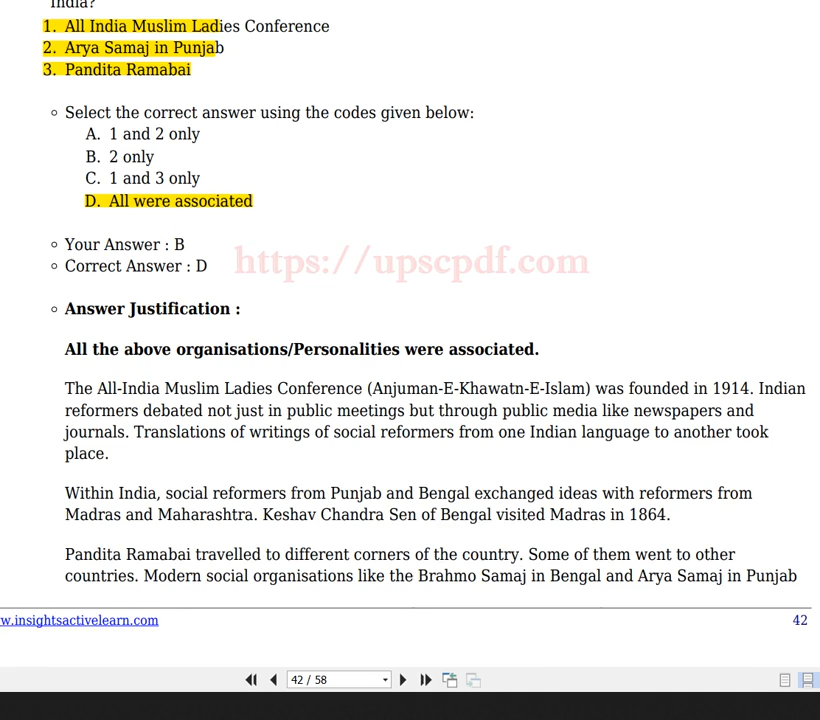 India?
1. All India Muslim Ladies Conference
2. Arya Samaj in Punjab
3. Pandita Ramabai
Select the correct answer using the codes given below:
A. 1 and 2 only
B. 2 only
C. 1 and 3 only
D. All were associated
Your Answer : B
Correct Answer : D
https://upscpdf.com
Answer Justification :
All the above organisations/Personalities were associated.
The All-India Muslim Ladies Conference (Anjuman-E-Khawatn-E-Islam) was founded in 1914. Indian
reformers debated not just in public meetings but through public media like newspapers and
journals. Translations of writings of social reformers from one Indian language to another took
place.
Within India, social reformers from Punjab and Bengal exchanged ideas with reformers from
Madras and Maharashtra. Keshav Chandra Sen of Bengal visited Madras in 1864.
Pandita Ramabai travelled to different corners of the country. Some of them went to other
countries. Modern social organisations like the Brahmo Samaj in Bengal and Arya Samaj in Punjab
w.insightsactivelearn.com
42
42 / 58